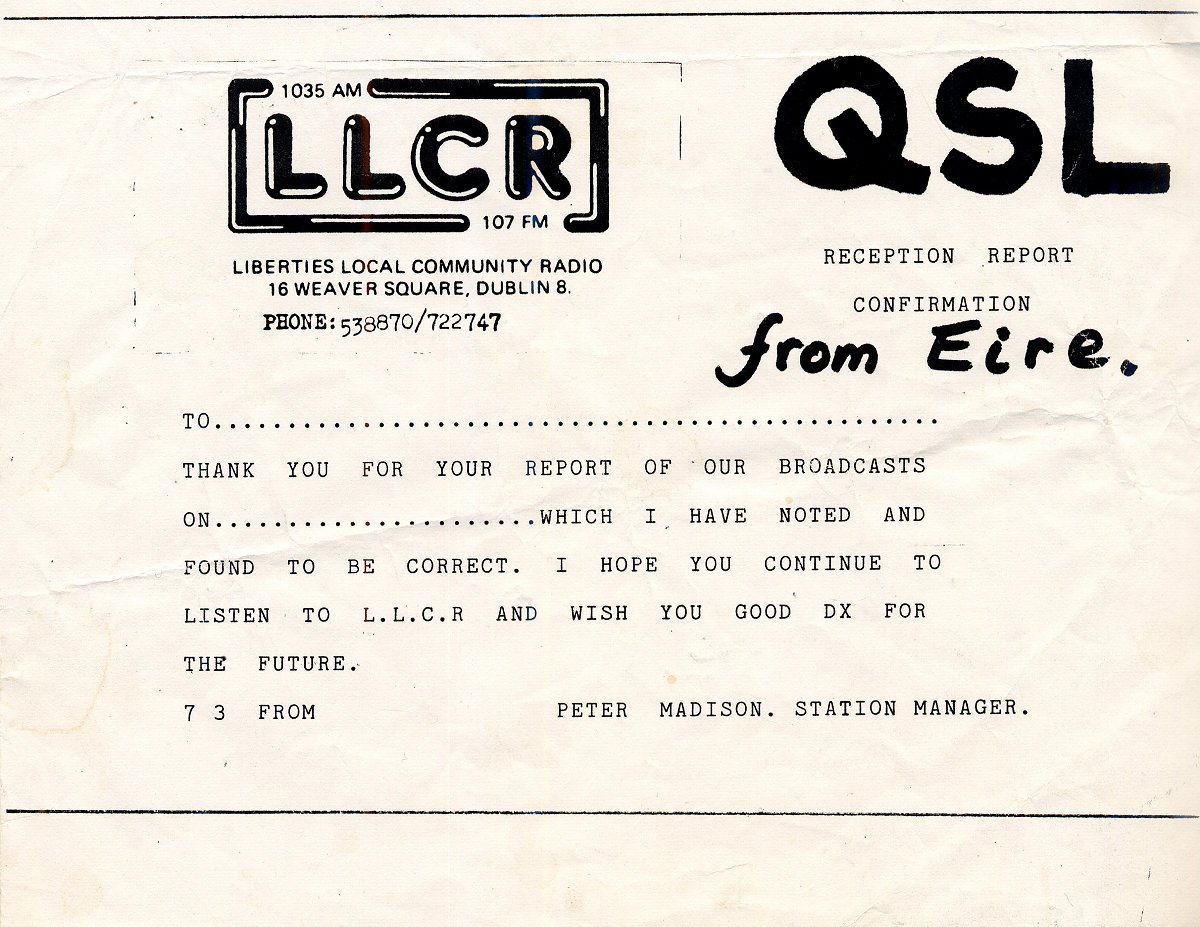 1035 AM
LLCR
107 FM
LIBERTIES LOCAL COMMUNITY RADIO
16 WEAVER SQUARE, DUBLIN 8.
PHONE: 538870/722747
QSL
RECEPTION REPORT
CONFIRMATION
from Eire.
TO.................................................
THANK YOU FOR YOUR REPORT OF OUR BROADCASTS
ON......................WHICH I HAVE NOTED AND
FOUND TO BE CORRECT. I HOPE YOU CONTINUE TO
LISTEN TO L.L.C.R AND WISH YOU GOOD DX FOR
THE FUTURE.
7 3 FROM PETER MADISON. STATION MANAGER.